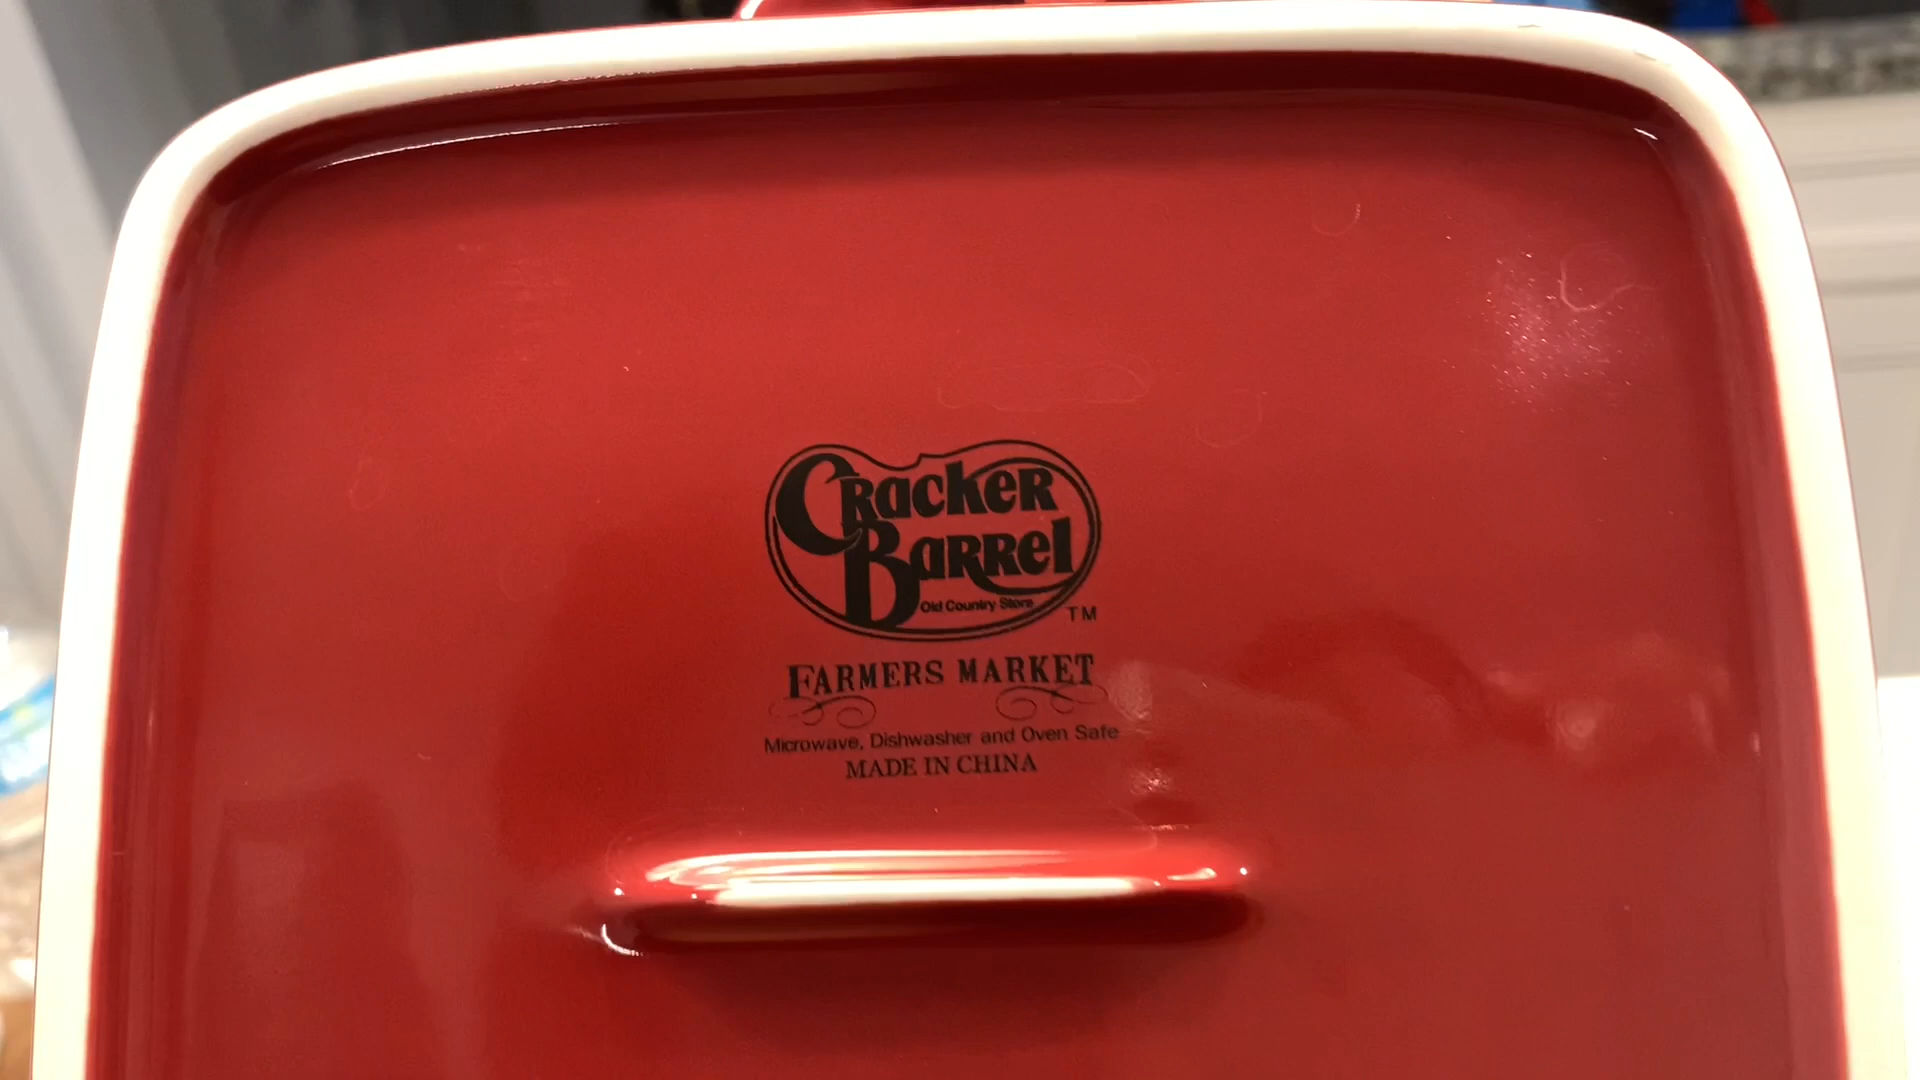 Cracker
Barrel
Old Country Store
TM
FARMERS MARKET
Microwave, Dishwasher and Oven Safe
MADE IN CHINA